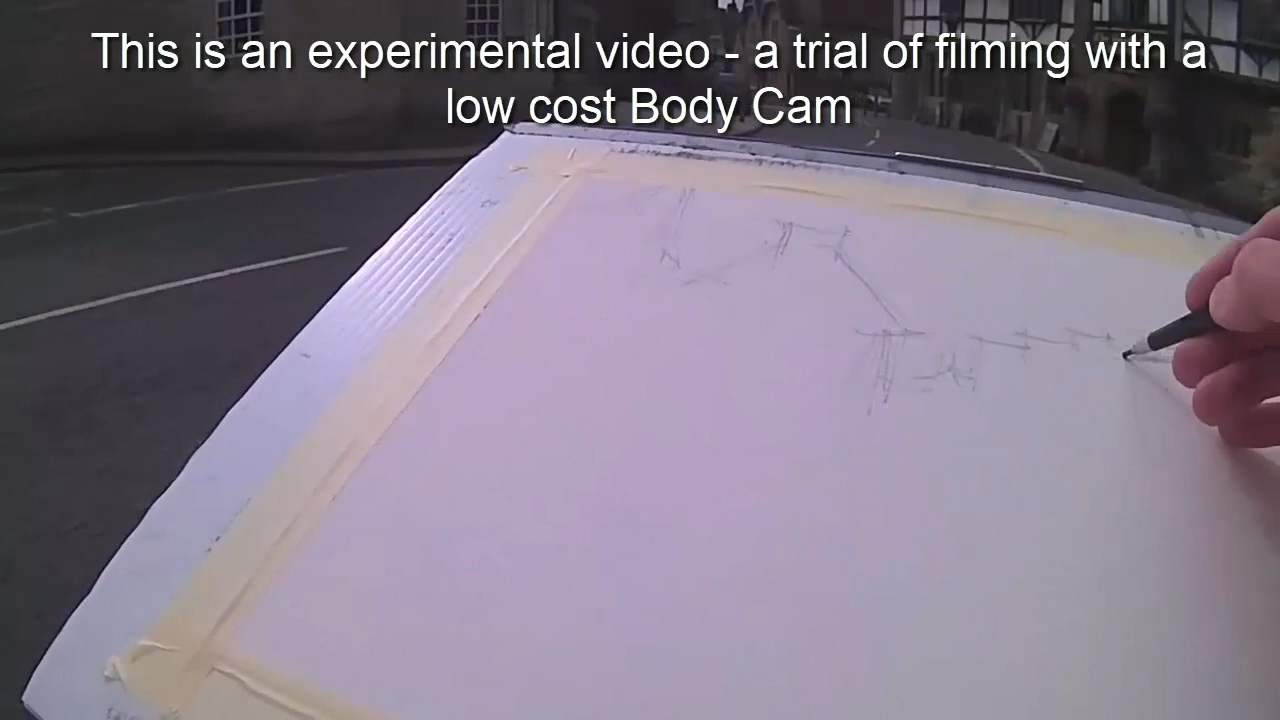 This is an experimental video - a trial of filming with a
low cost Body Cam